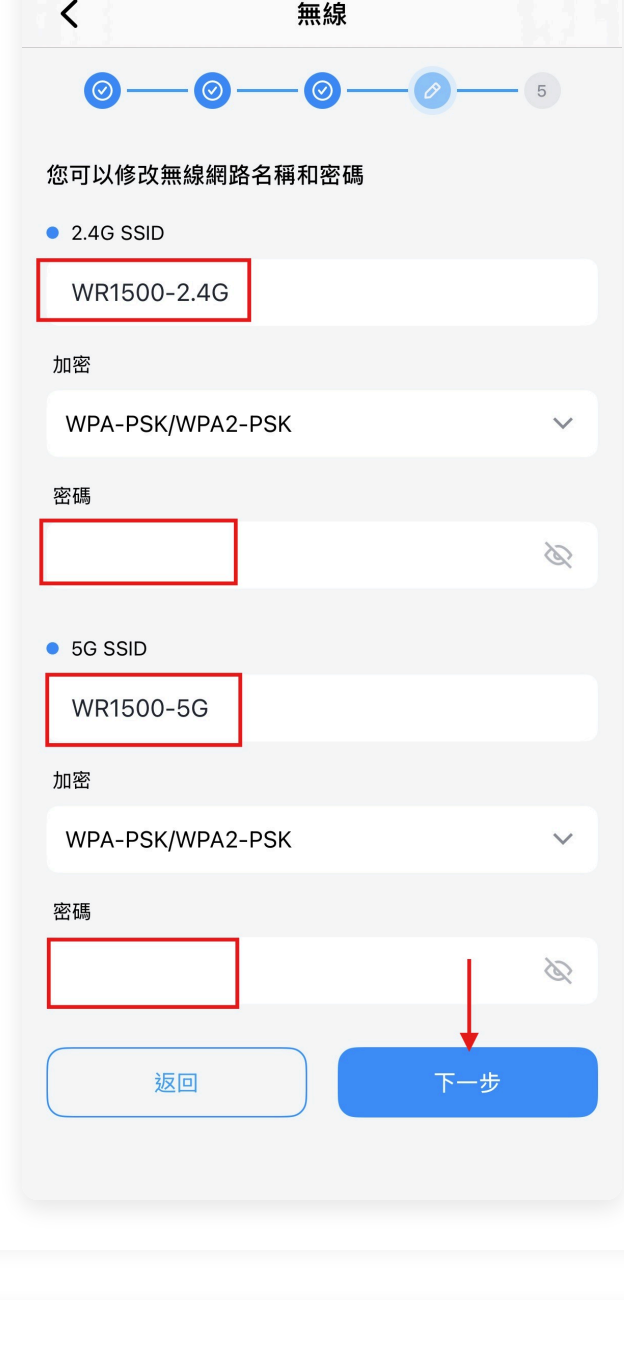 無線
5
您可以修改無線網路名稱和密碼
2.4G SSID
WR1500-2.4G
加密
WPA-PSK/WPA2-PSK
密碼
5G SSID
WR1500-5G
加密
WPA-PSK/WPA2-PSK
密碼
返回
下一步